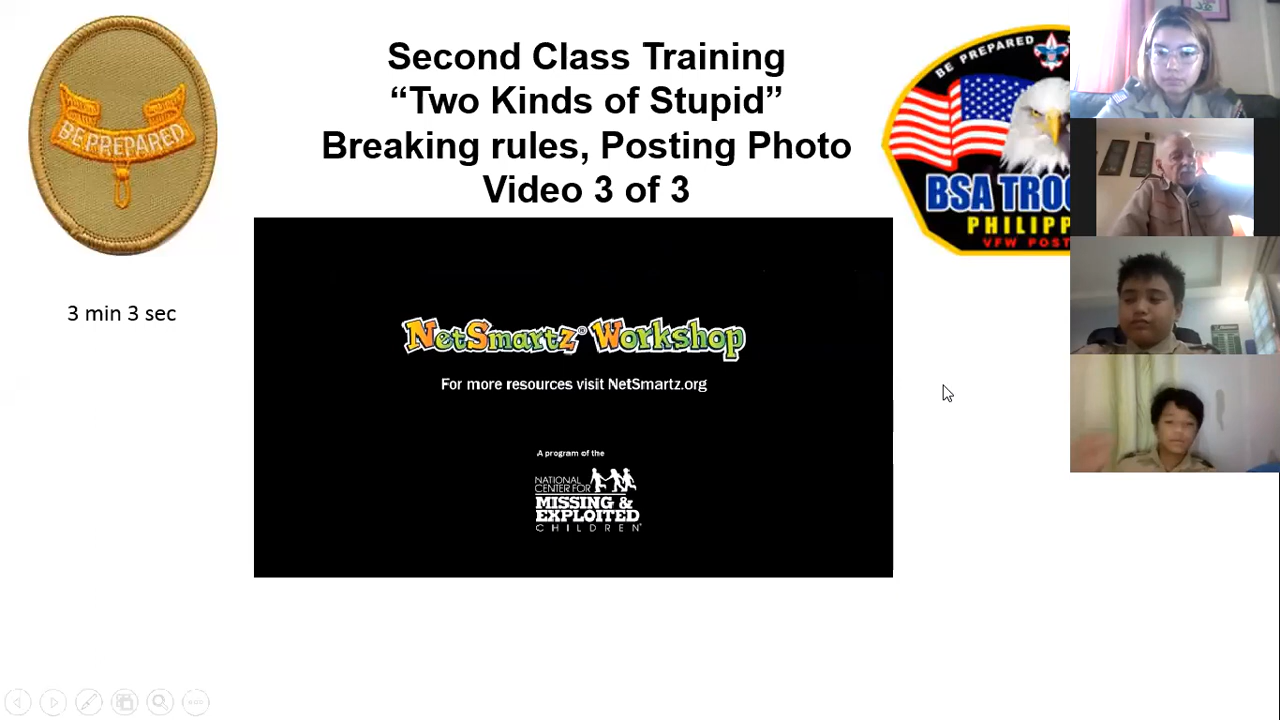 Second Class Training
“Two Kinds of Stupid”
Breaking rules, Posting Photo
Video 3 of 3
BE PREPARED
3 min 3 sec
BE PREPARED
BSA TROO
PHILIPP
VFW POST
NetSmartz® Workshop
For more resources visit NetSmartz.org
A program of the
NATIONAL
CENTER FOR
MISSING &
EXPLOITED
CHILDREN®